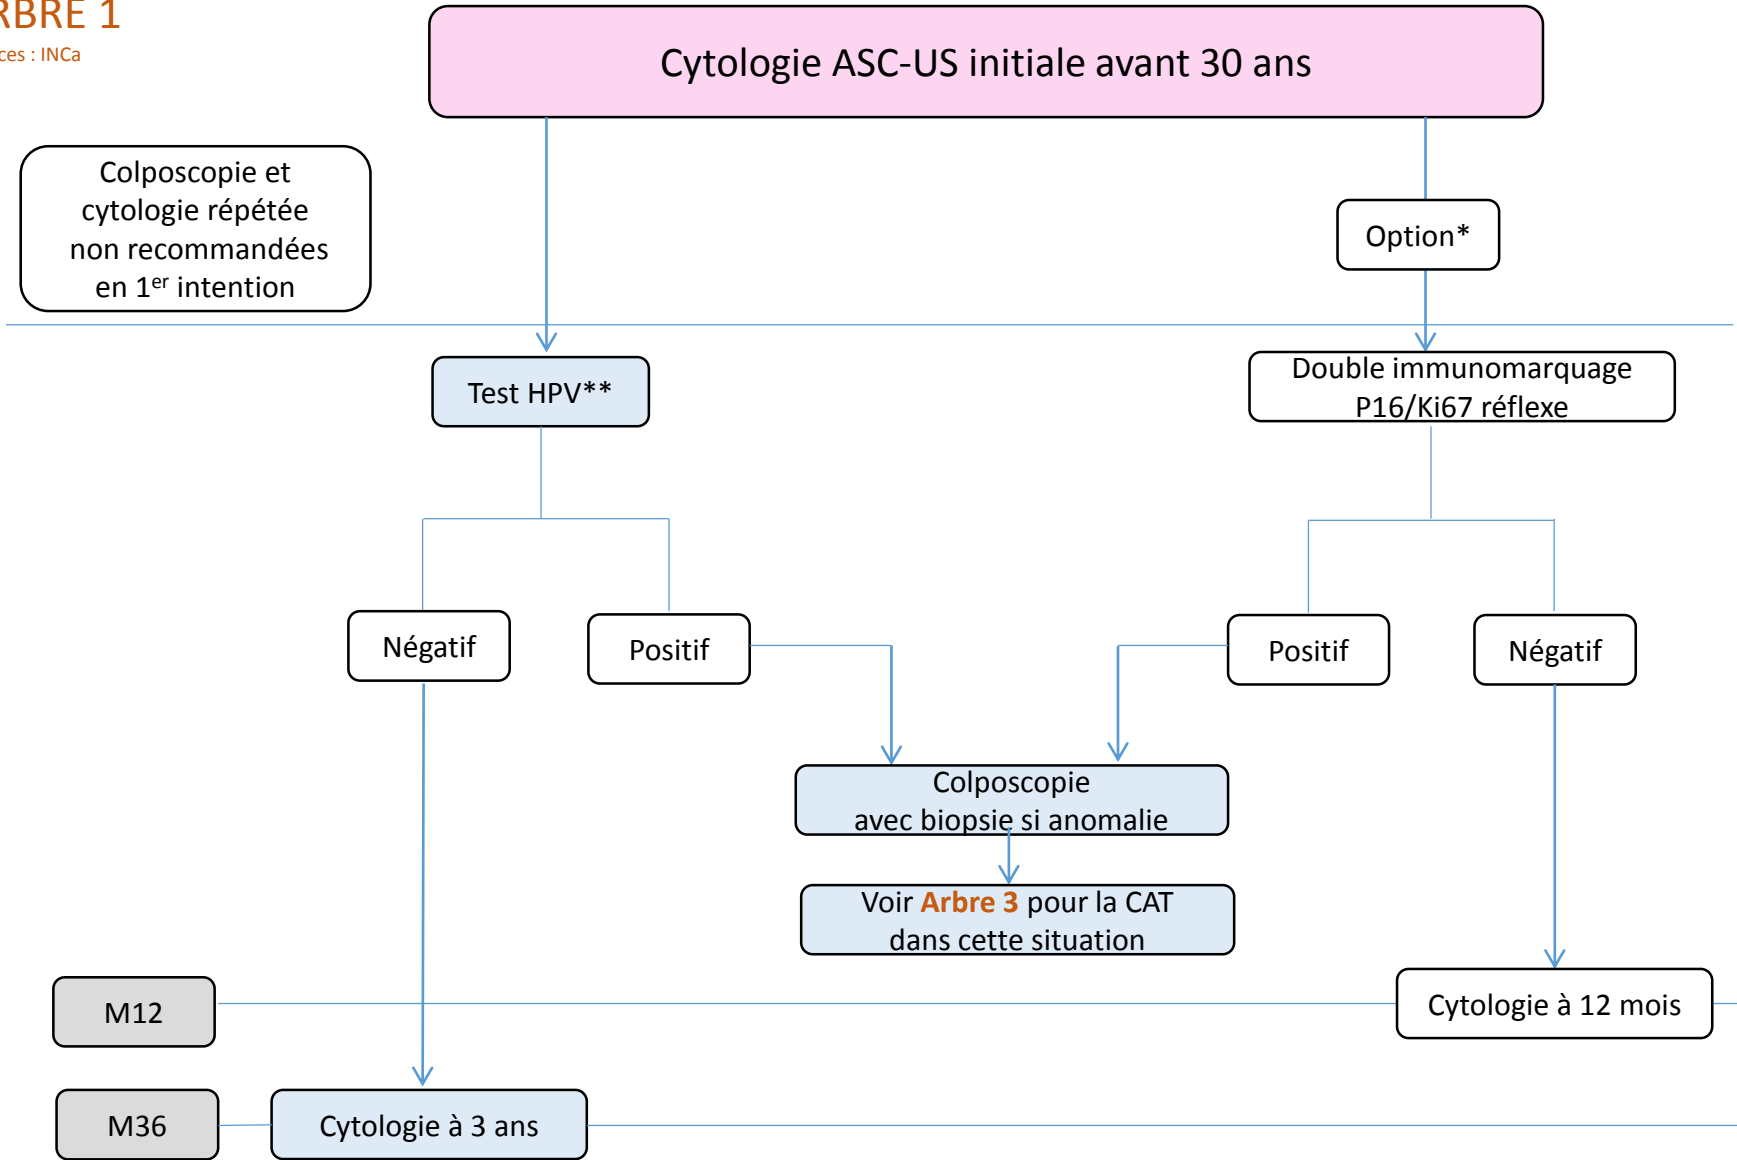 RBRE 1
ces : INCa
Cytologie ASC-US initiale avant 30 ans
Colposcopie et
cytologie répétée
non recommandées
en 1er intention
Option*
Test HPV**
Double immunomarquage
P16/Ki67 réflexe
Négatif
Positif
Positif
Négatif
Colposcopie
avec biopsie si anomalie
Voir Arbre 3 pour la CAT
dans cette situation
M12
Cytologie à 12 mois
M36
Cytologie à 3 ans